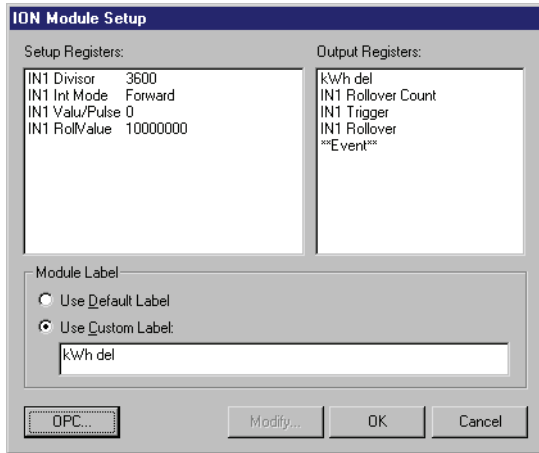 ION Module Setup
Setup Registers:
IN1 Divisor 3600
IN1 Int Mode Forward
IN1 Valu/Pulse 0
IN1 RollValue 10000000
Output Registers:
kWh del
IN1 Rollover Count
IN1 Trigger
IN1 Rollover
**Event**
Module Label
Use Default Label
Use Custom Label:
kWh del
OPC...
Modify...
OK
Cancel